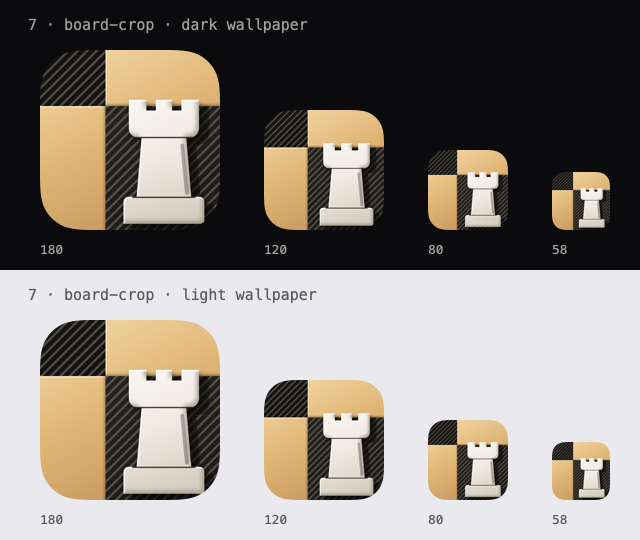 7 · board-crop · dark wallpaper
180 120 80 58
7 · board-crop · light wallpaper
180 120 80 58